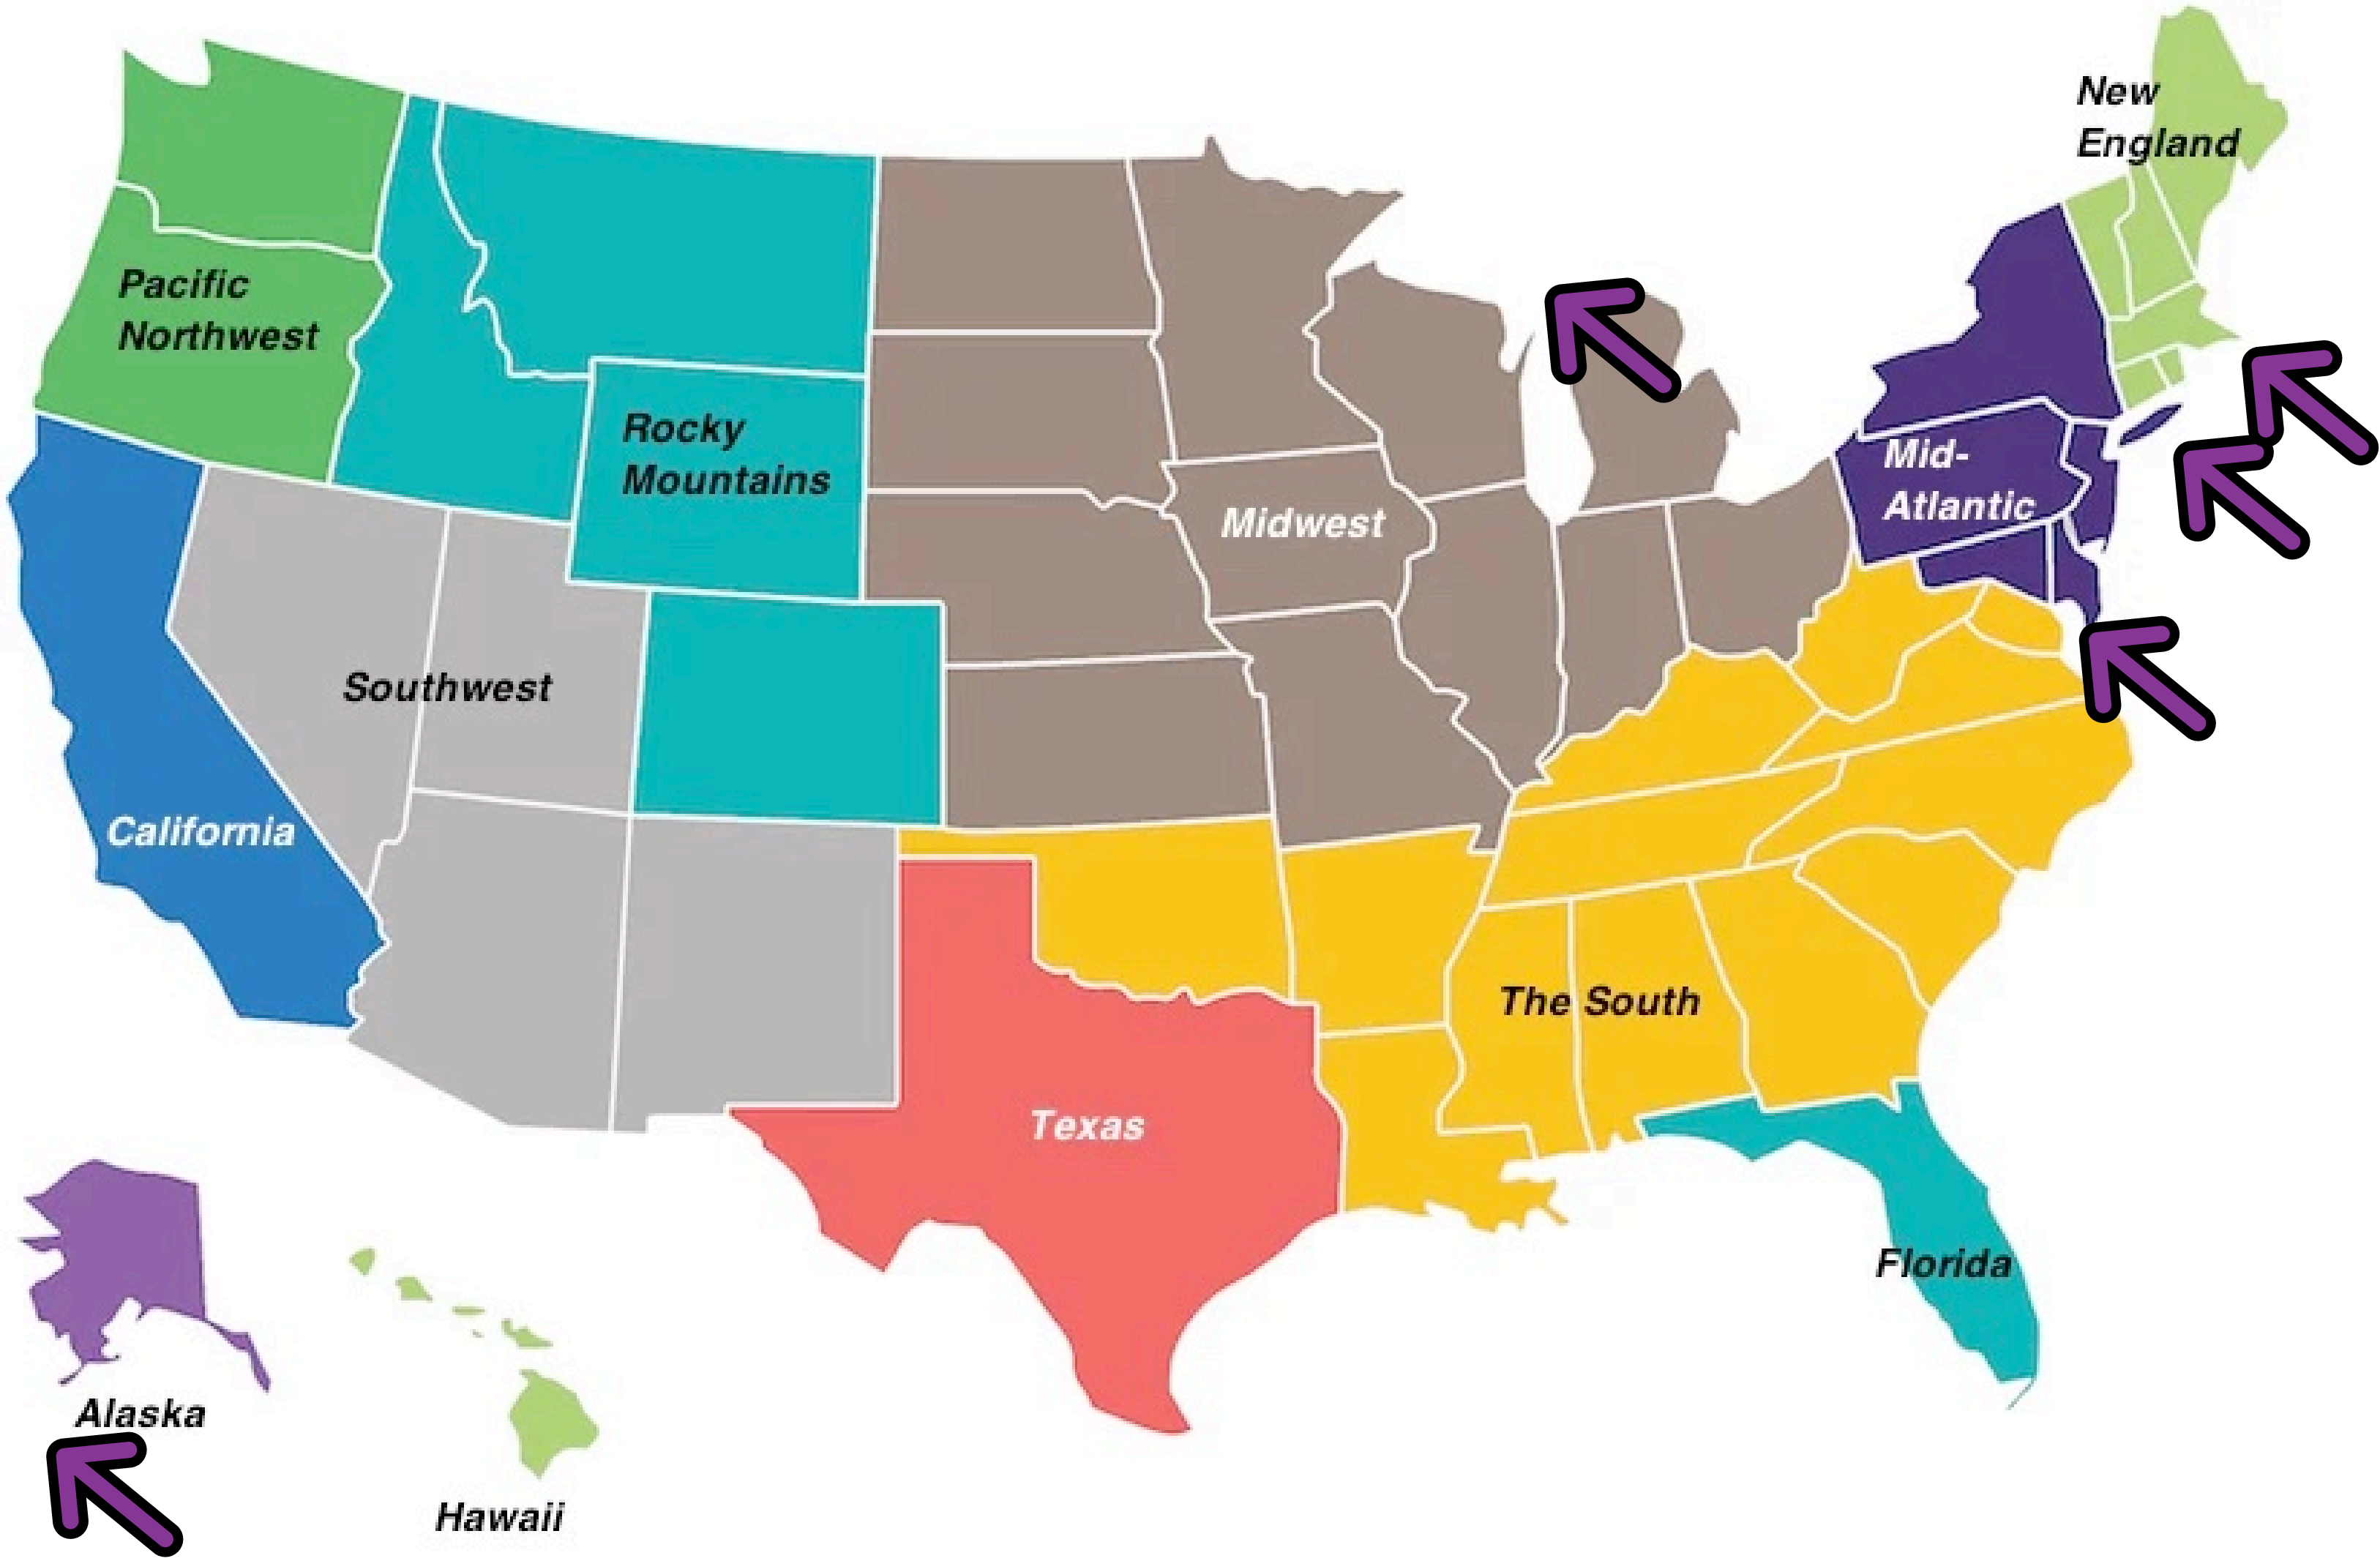 New
England
Pacific
Northwest
Rocky
Mountains
Mid-
Atlantic
Midwest
Southwest
California
The South
Texas
Florida
Alaska
Hawaii